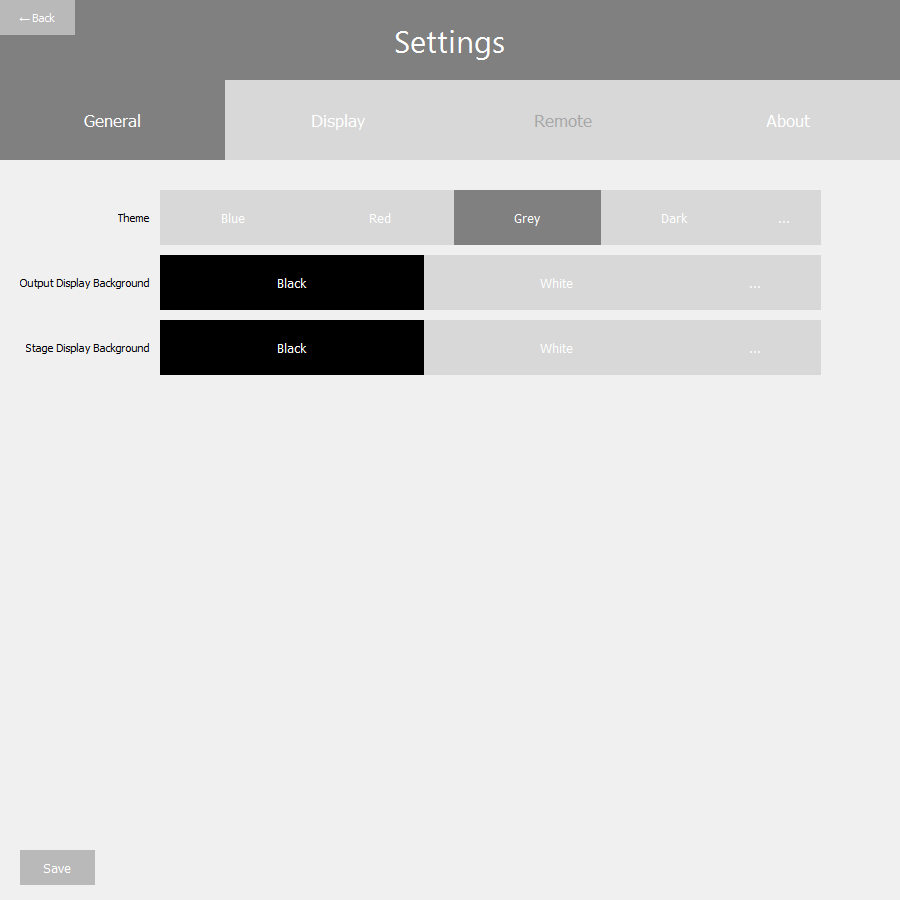 ←Back
Settings
General Display Remote About
Theme Blue Red Grey Dark ...
Output Display Background Black White ...
Stage Display Background Black White ...
Save